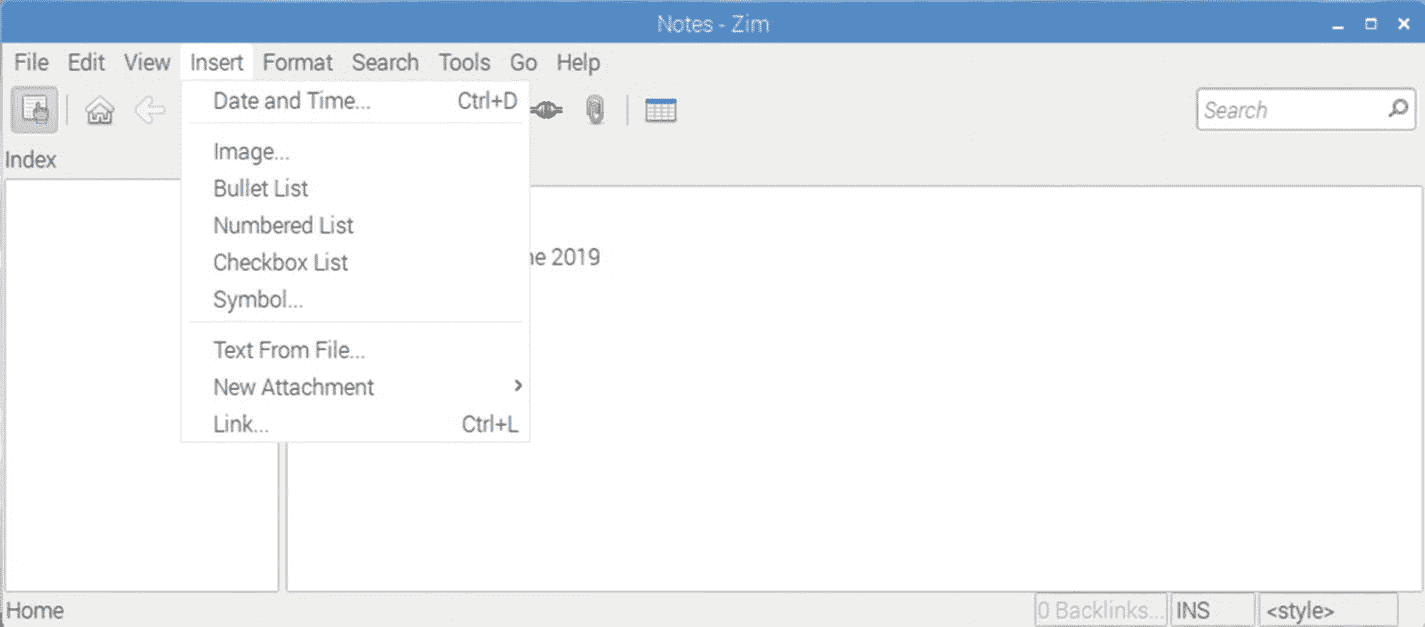 Notes - Zim
File Edit View Insert Format Search Tools Go Help
Date and Time... Ctrl+D
Search
Index
Image...
Bullet List
Numbered List
Checkbox List
2019
Symbol...
Text From File...
New Attachment
Link... Ctrl+L
Home
0 Backlinks... INS <style>